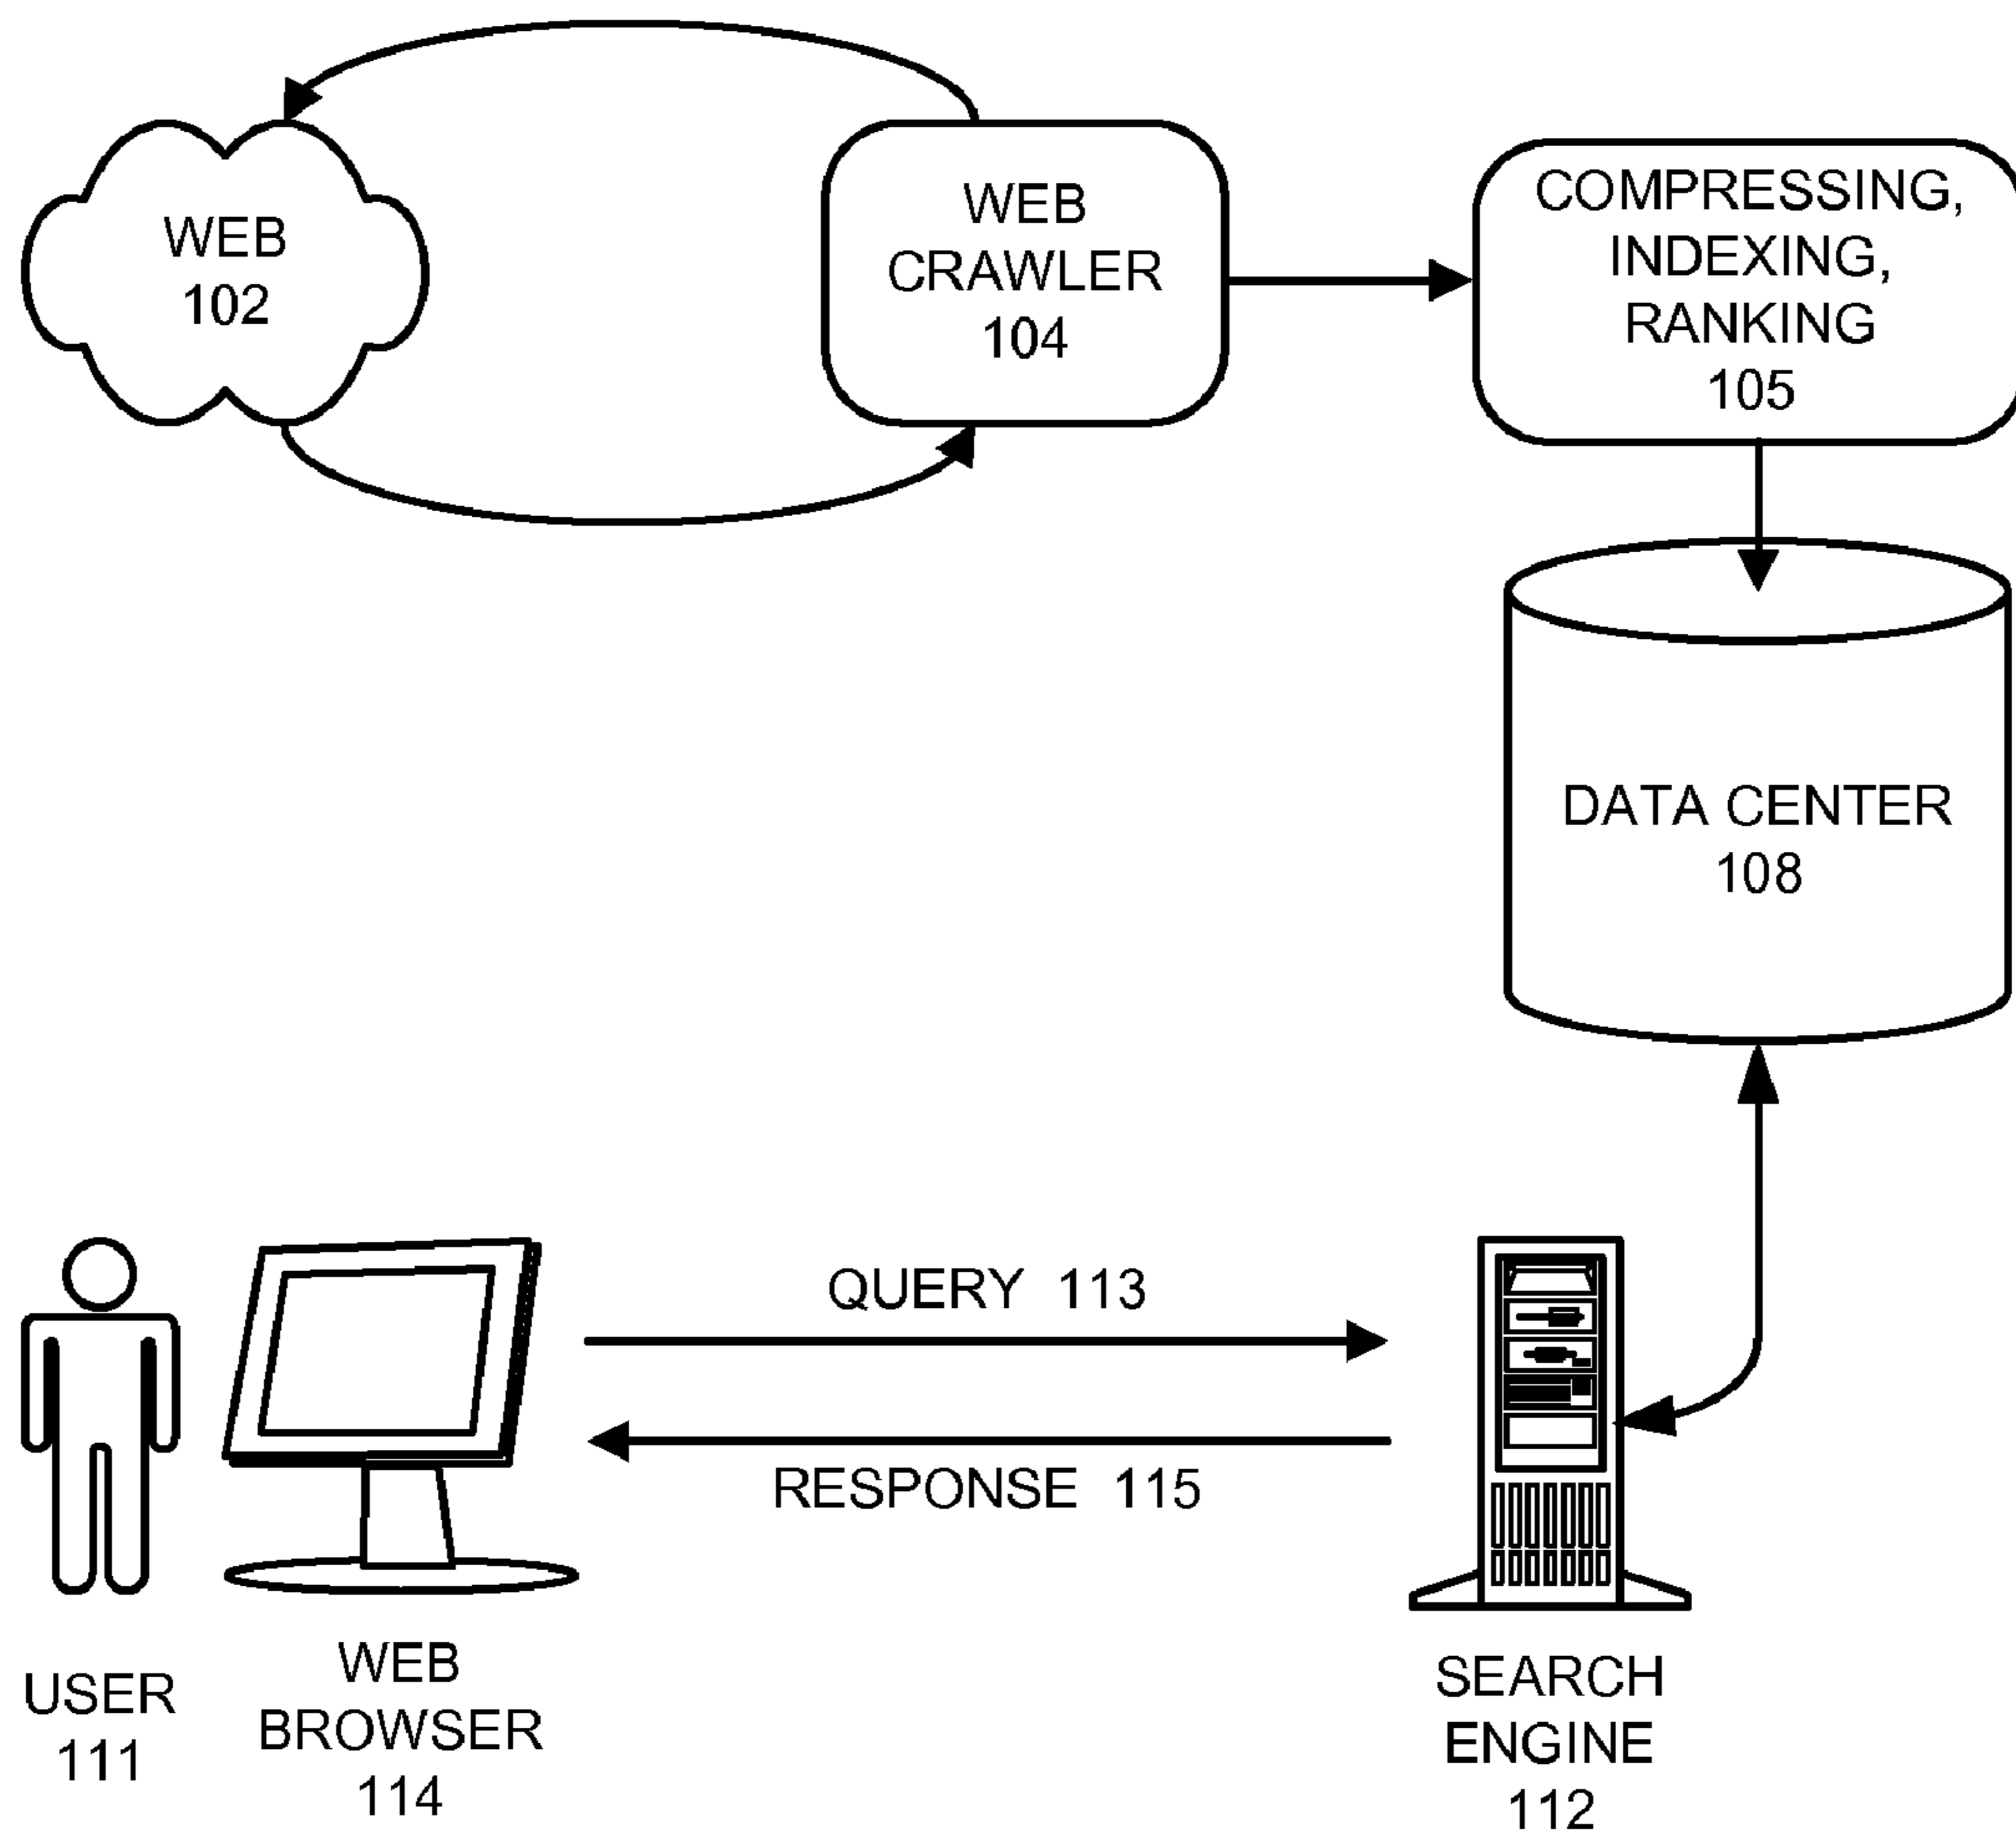 WEB
102
WEB
CRAWLER
104
COMPRESSING,
INDEXING,
RANKING
105
DATA CENTER
108
QUERY 113
RESPONSE 115
USER
111
WEB
BROWSER
114
SEARCH
ENGINE
112